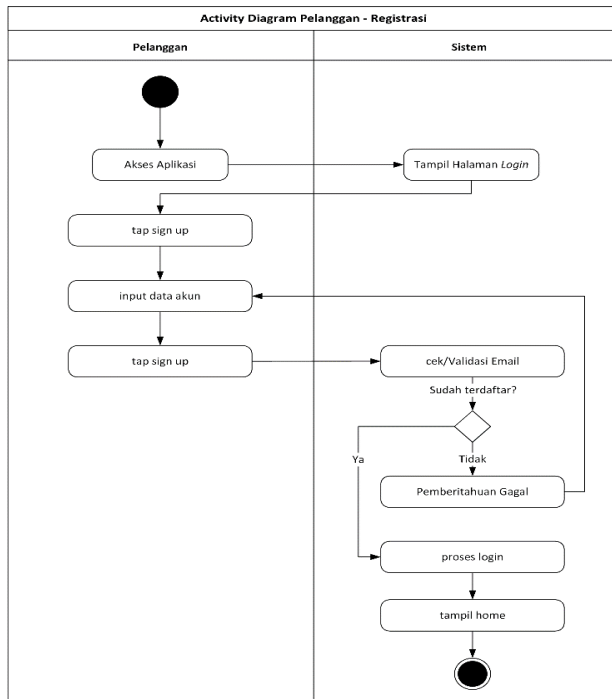 Activity Diagram Pelanggan - Registrasi
Pelanggan
Sistem
Akses Aplikasi
Tampil Halaman Login
tap sign up
input data akun
tap sign up
cek/Validasi Email
Sudah terdaftar?
Ya
Tidak
Pemberitahuan Gagal
proses login
tampil home